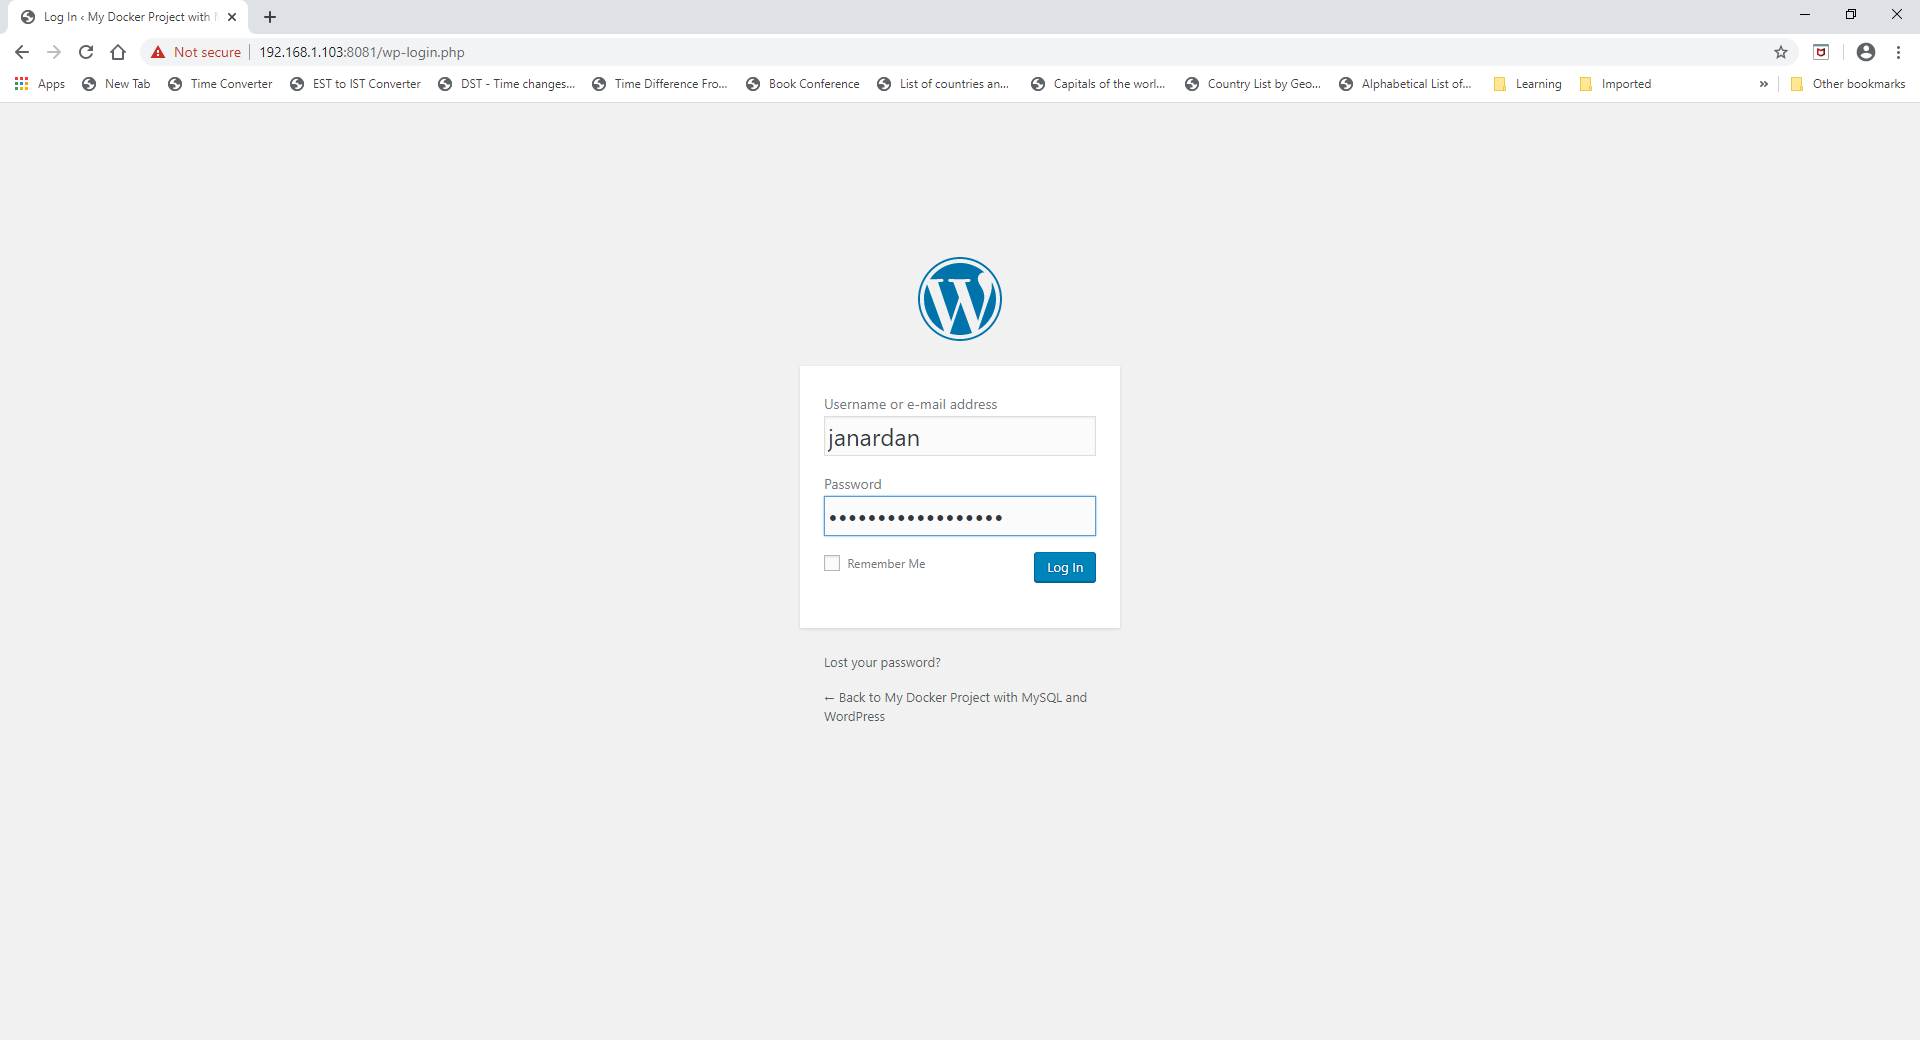 Log In ‹ My Docker Project with
Not secure 192.168.1.103:8081/wp-login.php
Apps New Tab Time Converter EST to IST Converter DST - Time changes... Time Difference Fro... Book Conference List of countries an... Capitals of the worl... Country List by Geo... Alphabetical List of... Learning Imported » Other bookmarks
Username or e-mail address
janardan
Password
••••••••••••••••••
Remember Me Log In
Lost your password?
← Back to My Docker Project with MySQL and
WordPress